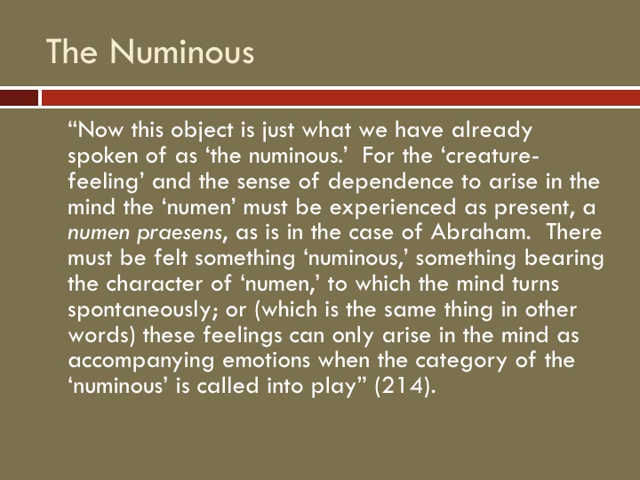 The Numinous
“Now this object is just what we have already
spoken of as ‘the numinous.’  For the ‘creature-
feeling’ and the sense of dependence to arise in the
mind the ‘numen’ must be experienced as present, a
numen praesens, as is in the case of Abraham.  There
must be felt something ‘numinous,’ something bearing
the character of ‘numen,’ to which the mind turns
spontaneously; or (which is the same thing in other
words) these feelings can only arise in the mind as
accompanying emotions when the category of the
‘numinous’ is called into play” (214).